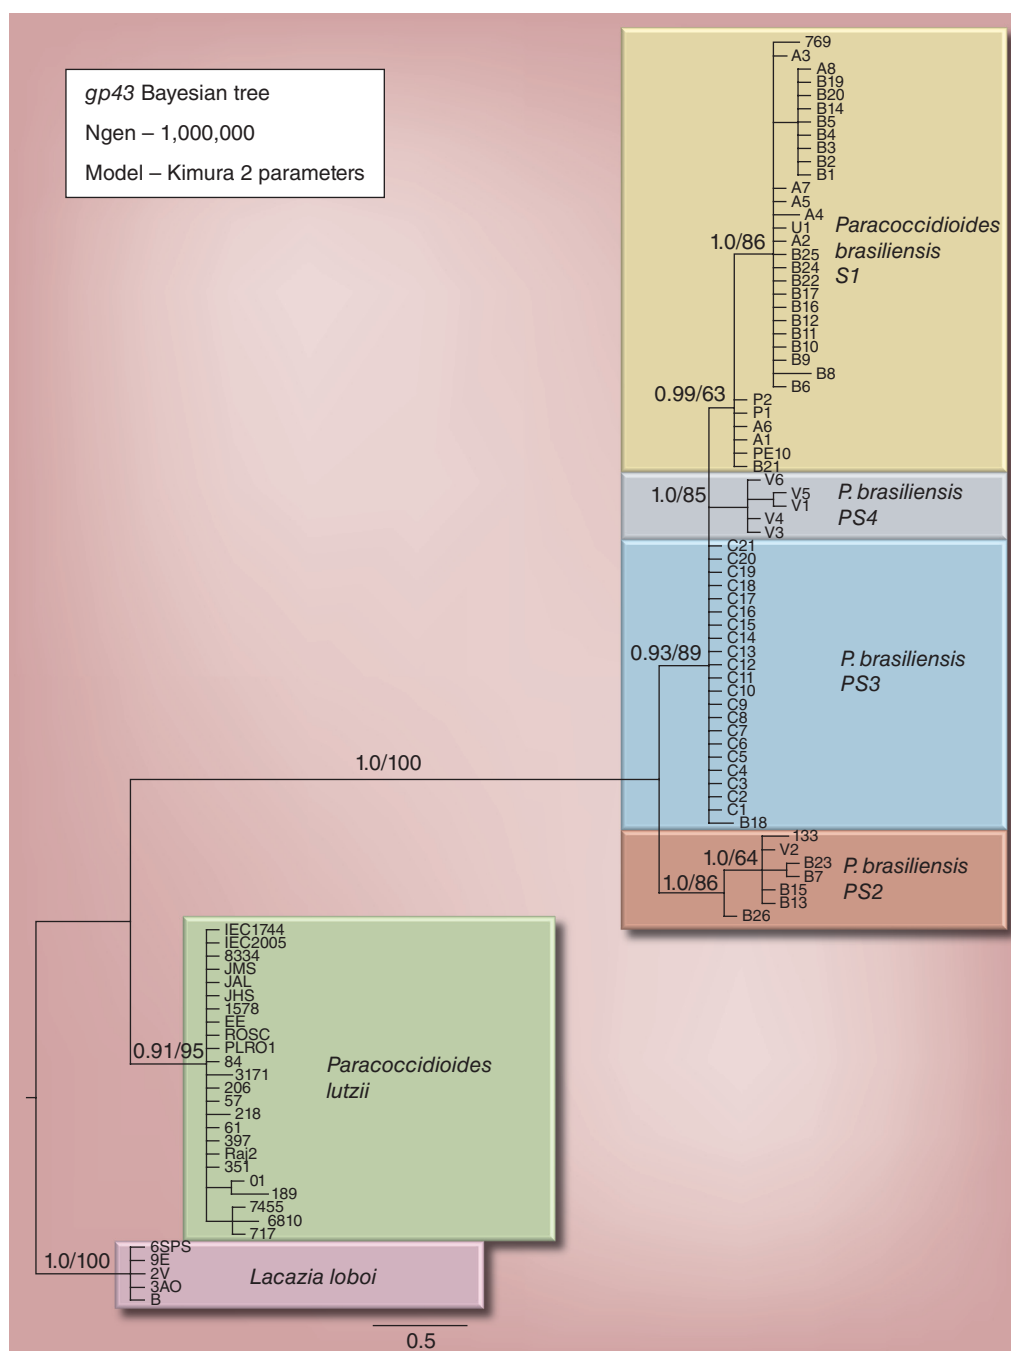 gp43 Bayesian tree
Ngen – 1,000,000
Model – Kimura 2 parameters
769
A3
A8
B19
B20
B14
B5
B4
B3
B2
B1
A7
A5
A4
U1
A2
B25
B24
B22
B17
B16
B12
B11
B10
B9
B8
B6
1.0/86
Paracoccidioides
brasiliensis
S1
0.99/63
P2
P1
A6
A1
PE10
B21
1.0/85
V6
V5
V1
V4
V3
P. brasiliensis
PS4
C21
C20
C19
C18
C17
C16
C15
C14
C13
C12
C11
C10
C9
C8
C7
C6
C5
C4
C3
C2
C1
B18
0.93/89
P. brasiliensis
PS3
1.0/100
133
V2
B23
B7
B15
B13
B26
1.0/64
1.0/86
P. brasiliensis
PS2
IEC1744
IEC2005
8334
JMS
JAL
JHS
1578
EE
ROSC
PLRO1
84
3171
206
57
218
61
397
Raj2
351
01
189
7455
6810
717
0.91/95
Paracoccidioides
lutzii
1.0/100
6SPS
9E
2V
3AO
B
Lacazia loboi
0.5